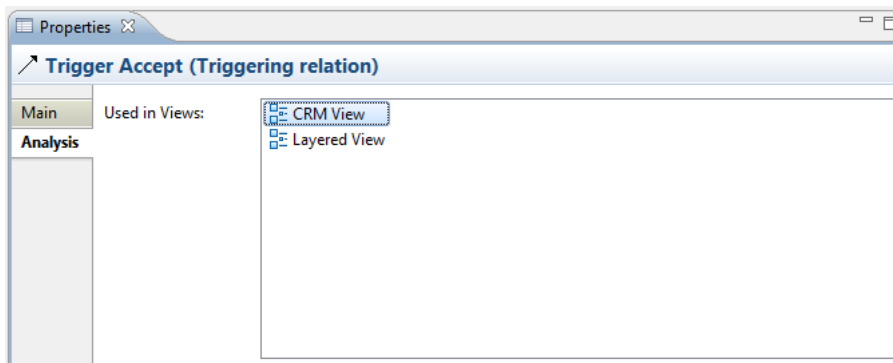 Properties
Trigger Accept (Triggering relation)
Main
Used in Views:
CRM View
Analysis
Layered View